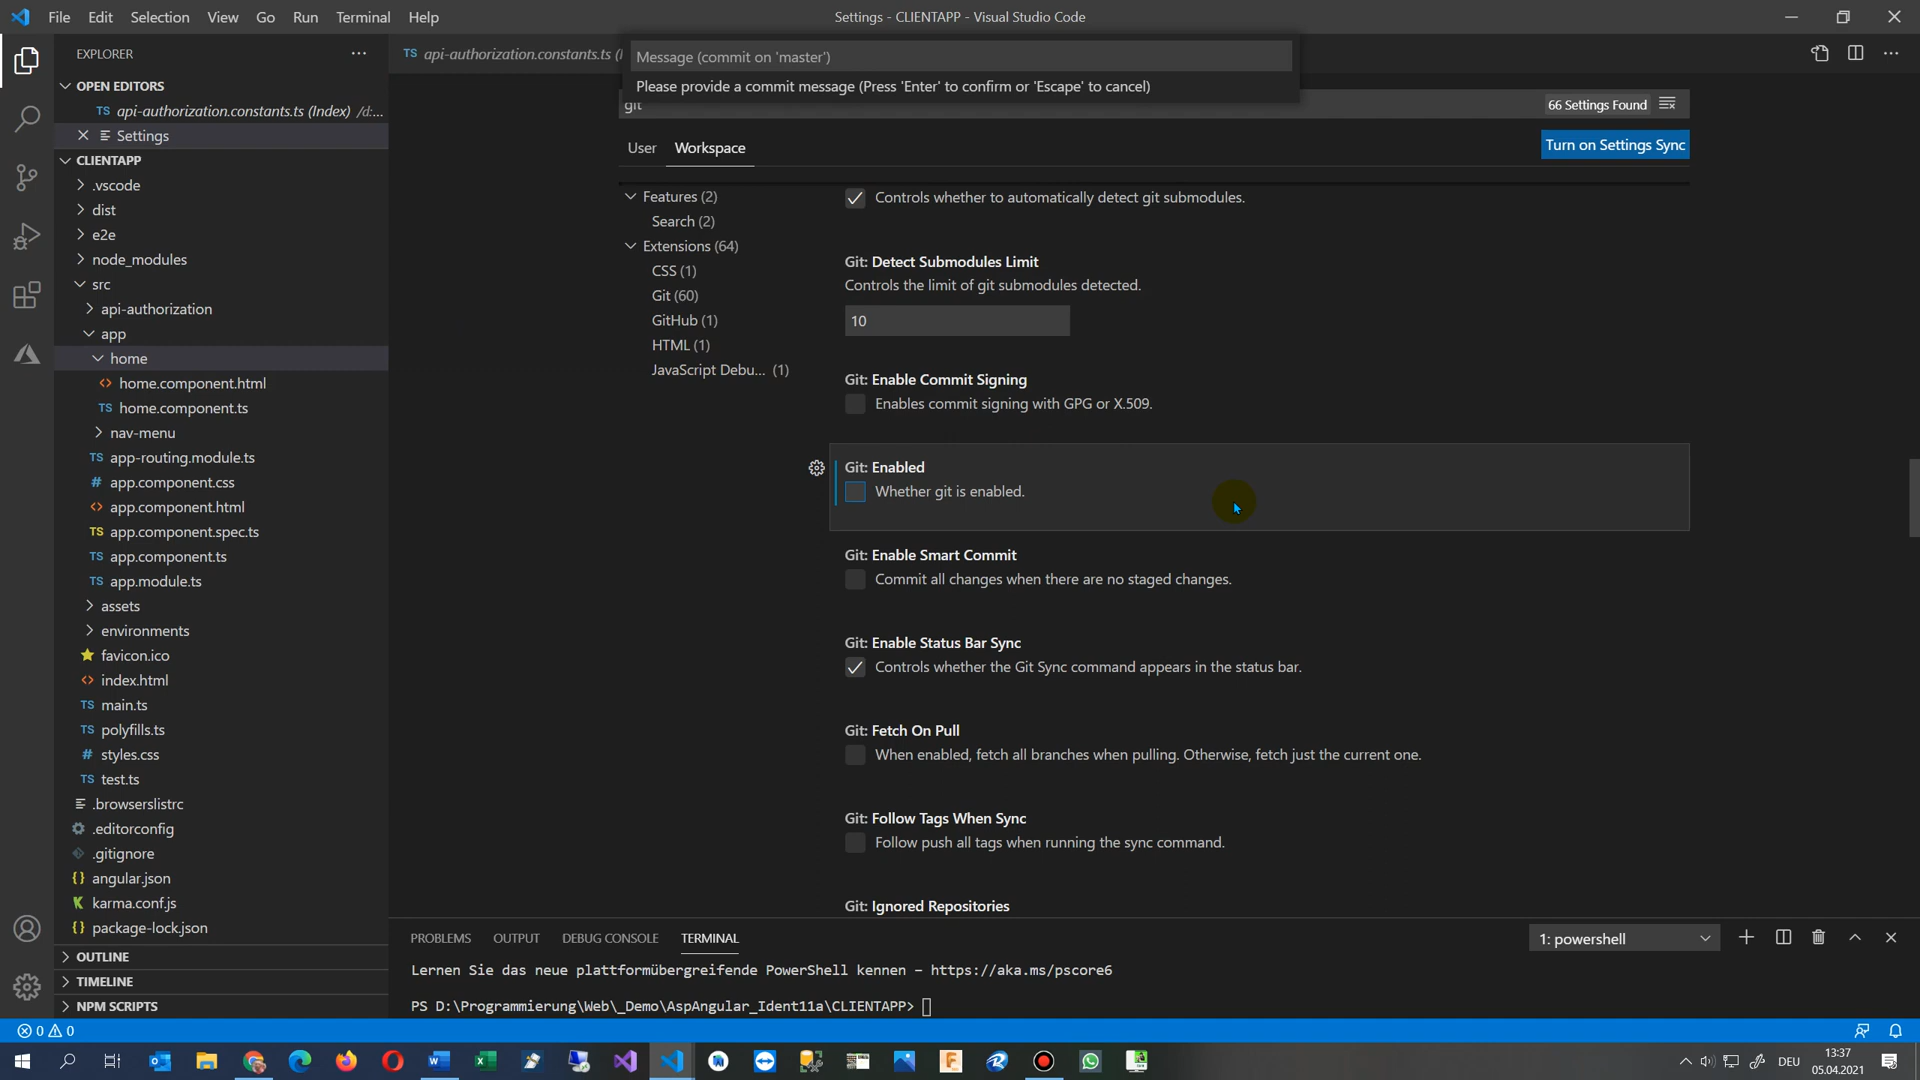 File Edit Selection View Go Run Terminal Help
Settings - CLIENTAPP - Visual Studio Code
EXPLORER
OPEN EDITORS
TS api-authorization.constants.ts (Index) /d:...
Settings
CLIENTAPP
.vscode
dist
e2e
node_modules
src
api-authorization
app
home
<> home.component.html
TS home.component.ts
nav-menu
TS app-routing.module.ts
# app.component.css
<> app.component.html
TS app.component.spec.ts
TS app.component.ts
TS app.module.ts
assets
environments
favicon.ico
<> index.html
TS main.ts
TS polyfills.ts
# styles.css
TS test.ts
.browserslistrc
.editorconfig
.gitignore
{} angular.json
karma.conf.js
{} package-lock.json
OUTLINE
TIMELINE
NPM SCRIPTS
TS api-authorization.constants.ts (
Message (commit on 'master')
Please provide a commit message (Press 'Enter' to confirm or 'Escape' to cancel)
git
66 Settings Found
User Workspace
Turn on Settings Sync
Features (2)
Search (2)
Extensions (64)
CSS (1)
Git (60)
GitHub (1)
HTML (1)
JavaScript Debu... (1)
Controls whether to automatically detect git submodules.
Git: Detect Submodules Limit
Controls the limit of git submodules detected.
10
Git: Enable Commit Signing
Enables commit signing with GPG or X.509.
Git: Enabled
Whether git is enabled.
Git: Enable Smart Commit
Commit all changes when there are no staged changes.
Git: Enable Status Bar Sync
Controls whether the Git Sync command appears in the status bar.
Git: Fetch On Pull
When enabled, fetch all branches when pulling. Otherwise, fetch just the current one.
Git: Follow Tags When Sync
Follow push all tags when running the sync command.
Git: Ignored Repositories
PROBLEMS OUTPUT DEBUG CONSOLE TERMINAL
1: powershell
Lernen Sie das neue plattformübergreifende PowerShell kennen – https://aka.ms/pscore6
PS D:\Programmierung\Web\_Demo\AspAngular_Ident11a\CLIENTAPP>
0 0
DEU
13:37
05.04.2021